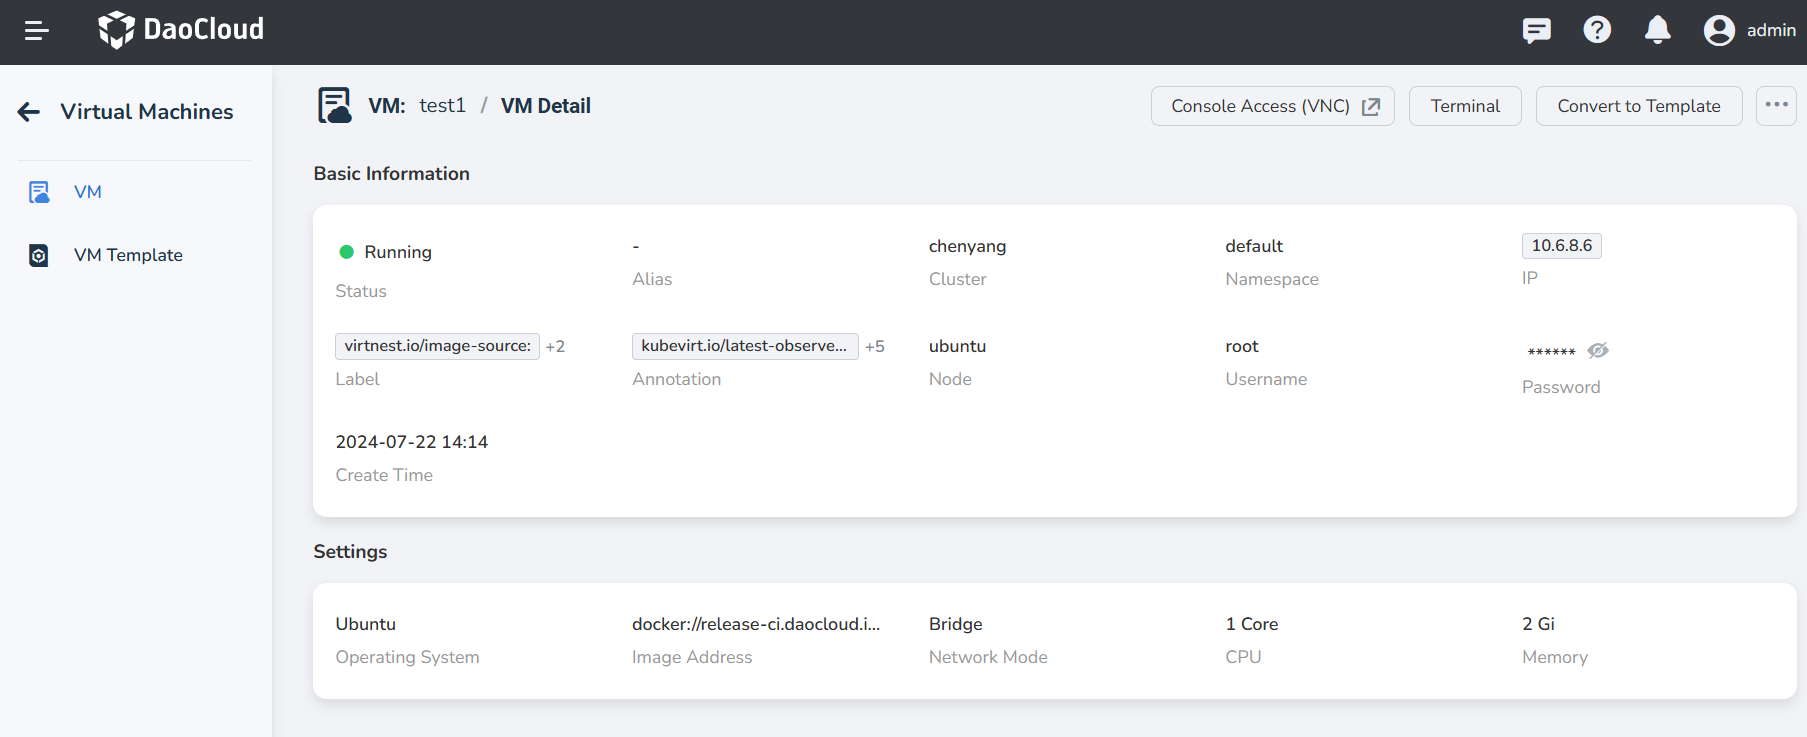 DaoCloud
admin
Virtual Machines
VM
VM Template
VM: test1 / VM Detail
Console Access (VNC)
Terminal
Convert to Template
Basic Information
Running
Status
-
Alias
chenyang
Cluster
default
Namespace
10.6.8.6
IP
virtnest.io/image-source: +2
Label
kubevirt.io/latest-observe... +5
Annotation
ubuntu
Node
root
Username
******
Password
2024-07-22 14:14
Create Time
Settings
Ubuntu
Operating System
docker://release-ci.daocloud.i...
Image Address
Bridge
Network Mode
1 Core
CPU
2 Gi
Memory